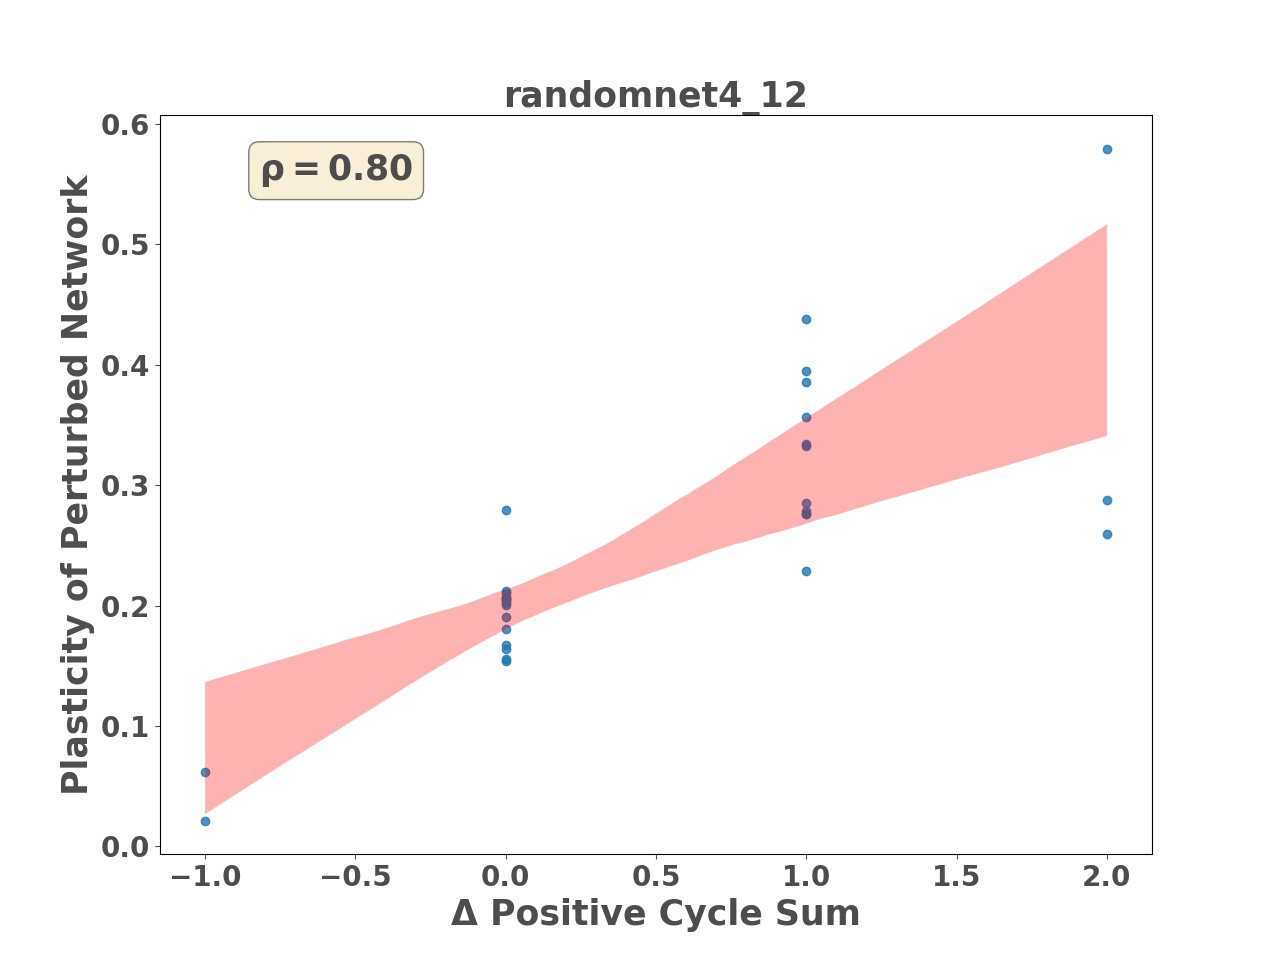 randomnet4_12
ρ = 0.80
Plasticity of Perturbed Network
0.6
0.5
0.4
0.3
0.2
0.1
0.0
−1.0 −0.5 0.0 0.5 1.0 1.5 2.0
Δ Positive Cycle Sum